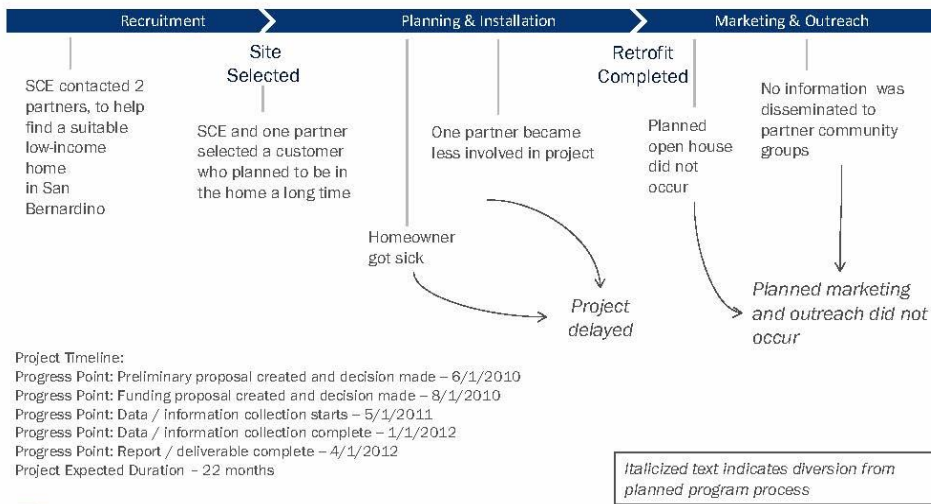 Recruitment
Planning & Installation
Marketing & Outreach
Site
Selected
Retrofit
Completed
SCE contacted 2
partners, to help
find a suitable
low-income
home
in San
Bernardino
SCE and one partner
selected a customer
who planned to be in
the home a long time
Homeowner
got sick
One partner became
less involved in project
Project
delayed
Planned
open house
did not
occur
No information was
disseminated to
partner community
groups
Planned marketing
and outreach did not
occur
Project Timeline:
Progress Point: Preliminary proposal created and decision made – 6/1/2010
Progress Point: Funding proposal created and decision made – 8/1/2010
Progress Point: Data / information collection starts – 5/1/2011
Progress Point: Data / information collection complete – 1/1/2012
Progress Point: Report / deliverable complete – 4/1/2012
Project Expected Duration – 22 months
Italicized text indicates diversion from
planned program process